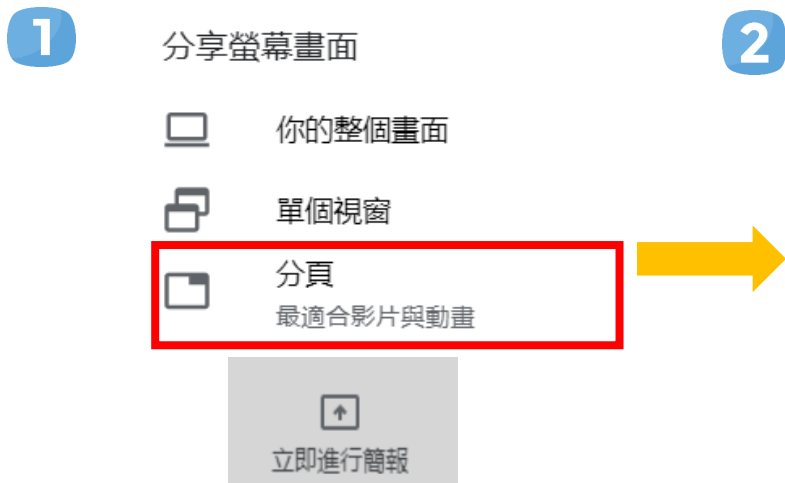 1
分享螢幕畫面
2
你的整個畫面
單個視窗
分頁
最適合影片與動畫
立即進行簡報